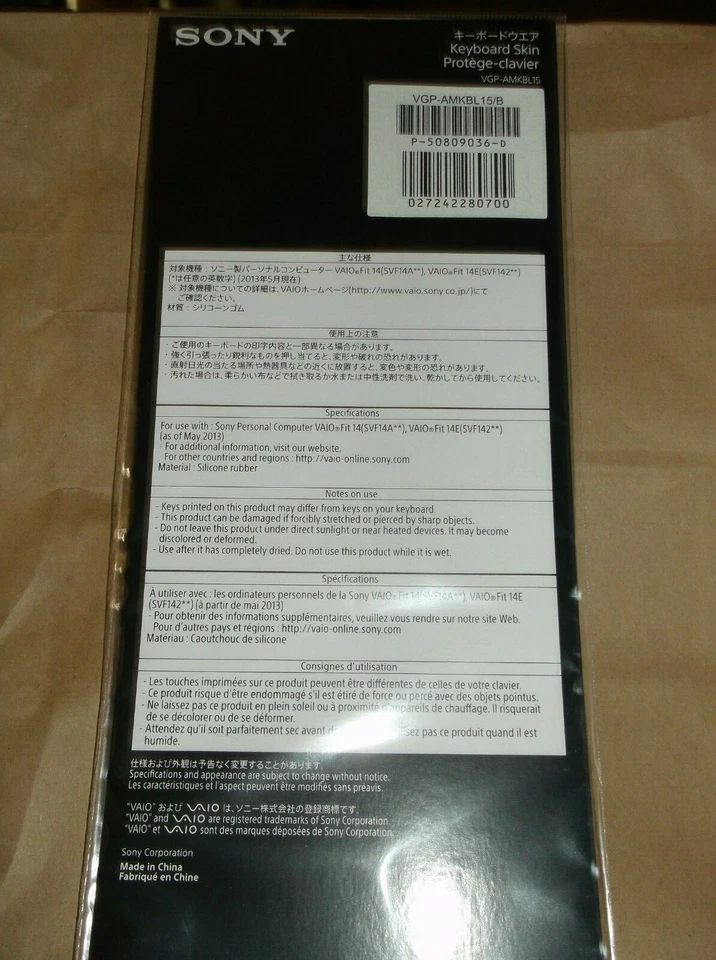 SONY
キーボードウエア
Keyboard Skin
Protège-clavier
VGP-AMKBL15
VGP-AMKBL15/B
P-50809036-D
027242280700
主な仕様
対象機種 : ソニー製パーソナルコンピューター VAIO®Fit 14(SVF14A**), VAIO®Fit 14E(SVF142**)
(*は任意の英数字) (2013年5月現在)
※ 対象機種についての詳細は、VAIOホームページ(http://www.vaio.sony.co.jp/)にて
ご確認ください。
材質 : シリコーンゴム
使用上の注意
· ご使用のキーボードの印字内容と一部異なる場合があります。
· 強く引っ張ったり鋭利なものを押し当てると、変形や破れの恐れがあります。
· 直射日光の当たる場所や熱器具などの近くに放置すると、変色や変形の恐れがあります。
· 汚れた場合は、柔らかい布などで拭き取るか水または中性洗剤で洗い、乾かしてから使用してください。
Specifications
For use with : Sony Personal Computer VAIO®Fit 14(SVF14A**), VAIO®Fit 14E(SVF142**)
(as of May 2013)
· For additional information, visit our website.
For other countries and regions : http://vaio-online.sony.com
Material : Silicone rubber
Notes on use
· Keys printed on this product may differ from keys on your keyboard.
· This product can be damaged if forcibly stretched or pierced by sharp objects.
· Do not leave this product under direct sunlight or near heated devices. It may become
discolored or deformed.
· Use after it has completely dried. Do not use this product while it is wet.
Spécifications
A utiliser avec : les ordinateurs personnels de la Sony VAIO®Fit 14(SVF14A**), VAIO®Fit 14E
(SVF142**) (à partir de mai 2013)
· Pour obtenir des informations supplémentaires, veuillez vous rendre sur notre site Web.
Pour d'autres pays et régions : http://vaio-online.sony.com
Matériau : Caoutchouc de silicone
Consignes d'utilisation
· Les touches imprimées sur ce produit peuvent être différentes de celles de votre clavier.
· Ce produit risque d'être endommagé s'il est étiré de force ou percé avec des objets pointus.
· Ne laissez pas ce produit en plein soleil ou à proximité d'appareils de chauffage. Il risquerait
de se décolorer ou de se déformer.
· Attendez qu'il soit parfaitement sec avant pas ce produit quand il est
humide.
仕様および外観は予告なく変更することがあります。
Specifications and appearance are subject to change without notice.
Les caractéristiques et l'aspect peuvent être modifiés sans préavis.
"VAIO" および VAIO は、ソニー株式会社の登録商標です。
"VAIO" and VAIO are registered trademarks of Sony Corporation.
"VAIO" et VAIO sont des marques déposées de Sony Corporation.
Sony Corporation
Made in China
Fabriqué en Chine